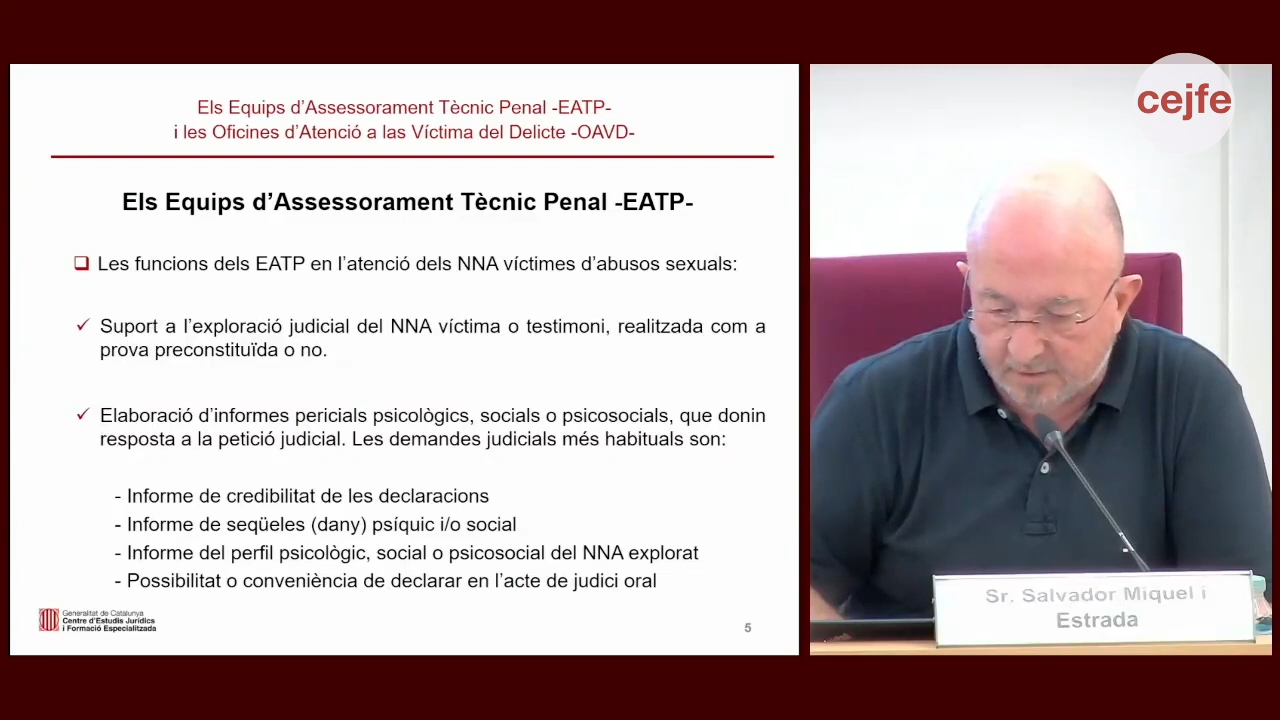 Els Equips d'Assessorament Tècnic Penal -EATP-
i les Oficines d'Atenció a las Víctima del Delicte -OAVD-
Els Equips d'Assessorament Tècnic Penal -EATP-
Les funcions dels EATP en l'atenció dels NNA víctimes d'abusos sexuals:
Suport a l'exploració judicial del NNA víctima o testimoni, realitzada com a
prova preconstituïda o no.
Elaboració d'informes pericials psicològics, socials o psicosocials, que donin
resposta a la petició judicial. Les demandes judicials més habituals son:
- Informe de credibilitat de les declaracions
- Informe de seqüeles (dany) psíquic i/o social
- Informe del perfil psicològic, social o psicosocial del NNA explorat
- Possibilitat o conveniència de declarar en l'acte de judici oral
Generalitat de Catalunya
Centre d'Estudis Jurídics
i Formació Especialitzada
5
cejfe
Sr. Salvador Miquel i
Estrada